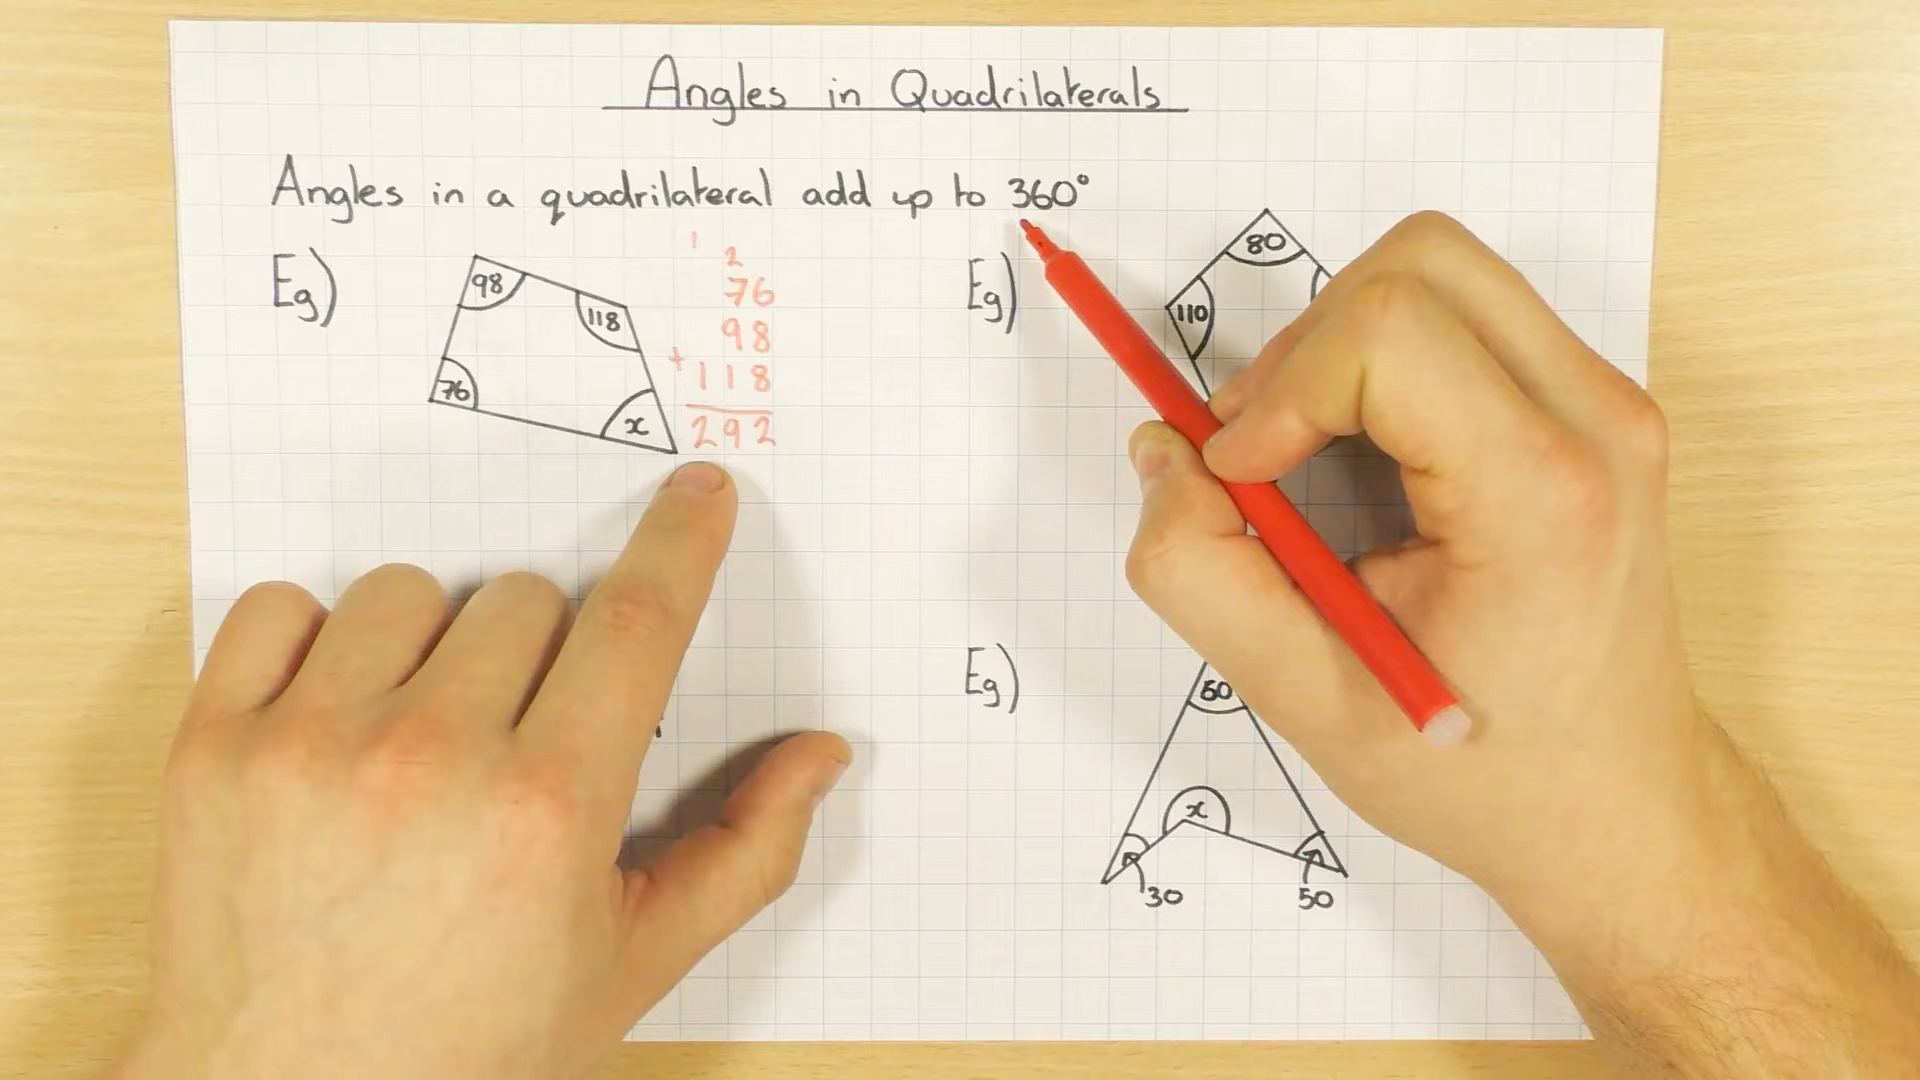 Angles in Quadrilaterals
Angles in a quadrilateral add up to 360°
Eg)
98
118
76
x
1
2
76
98
+ 118
292
Eg)
80
110
Eg)
60
x
30
50